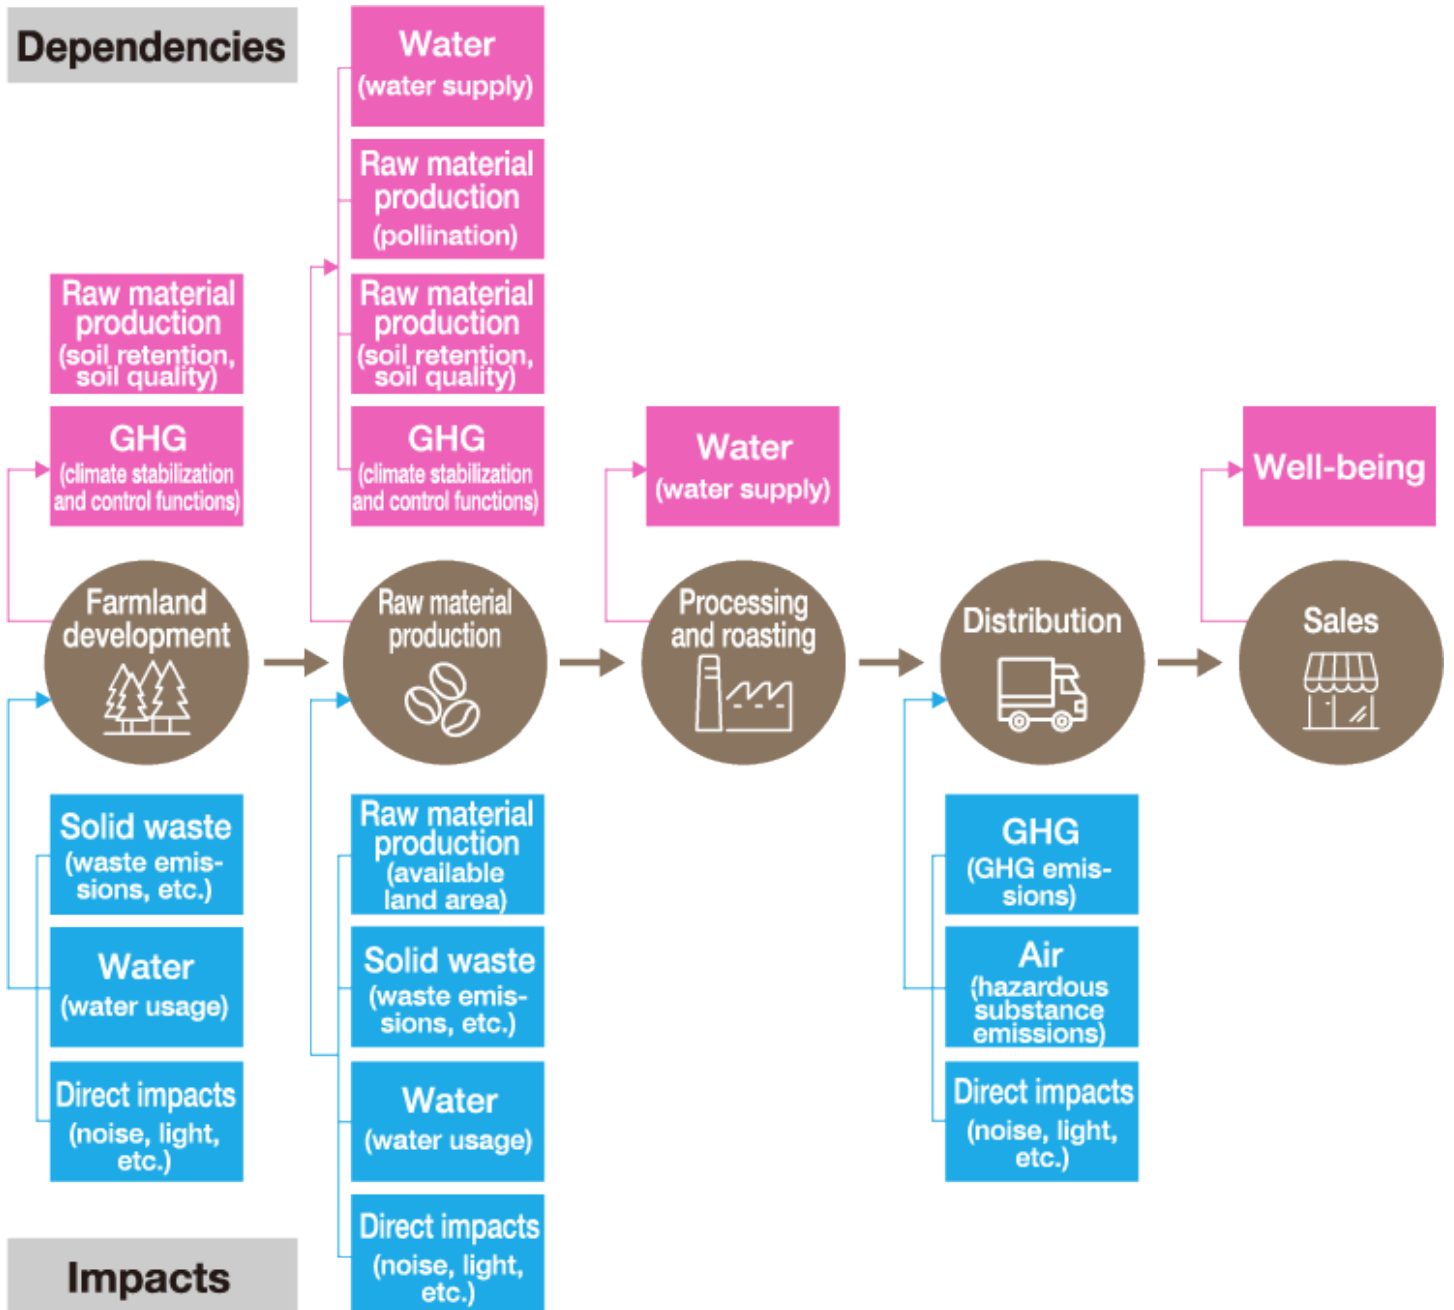 Dependencies
Water
(water supply)
Raw material
production
(pollination)
Raw material
production
(soil retention,
soil quality)
Raw material
production
(soil retention,
soil quality)
GHG
(climate stabilization
and control functions)
GHG
(climate stabilization
and control functions)
Water
(water supply)
Well-being
Farmland
development
Raw material
production
Processing
and roasting
Distribution
Sales
Solid waste
(waste emis-
sions, etc.)
Water
(water usage)
Direct impacts
(noise, light,
etc.)
Raw material
production
(available
land area)
Solid waste
(waste emis-
sions, etc.)
Water
(water usage)
Direct impacts
(noise, light,
etc.)
GHG
(GHG emis-
sions)
Air
(hazardous
substance
emissions)
Direct impacts
(noise, light,
etc.)
Impacts